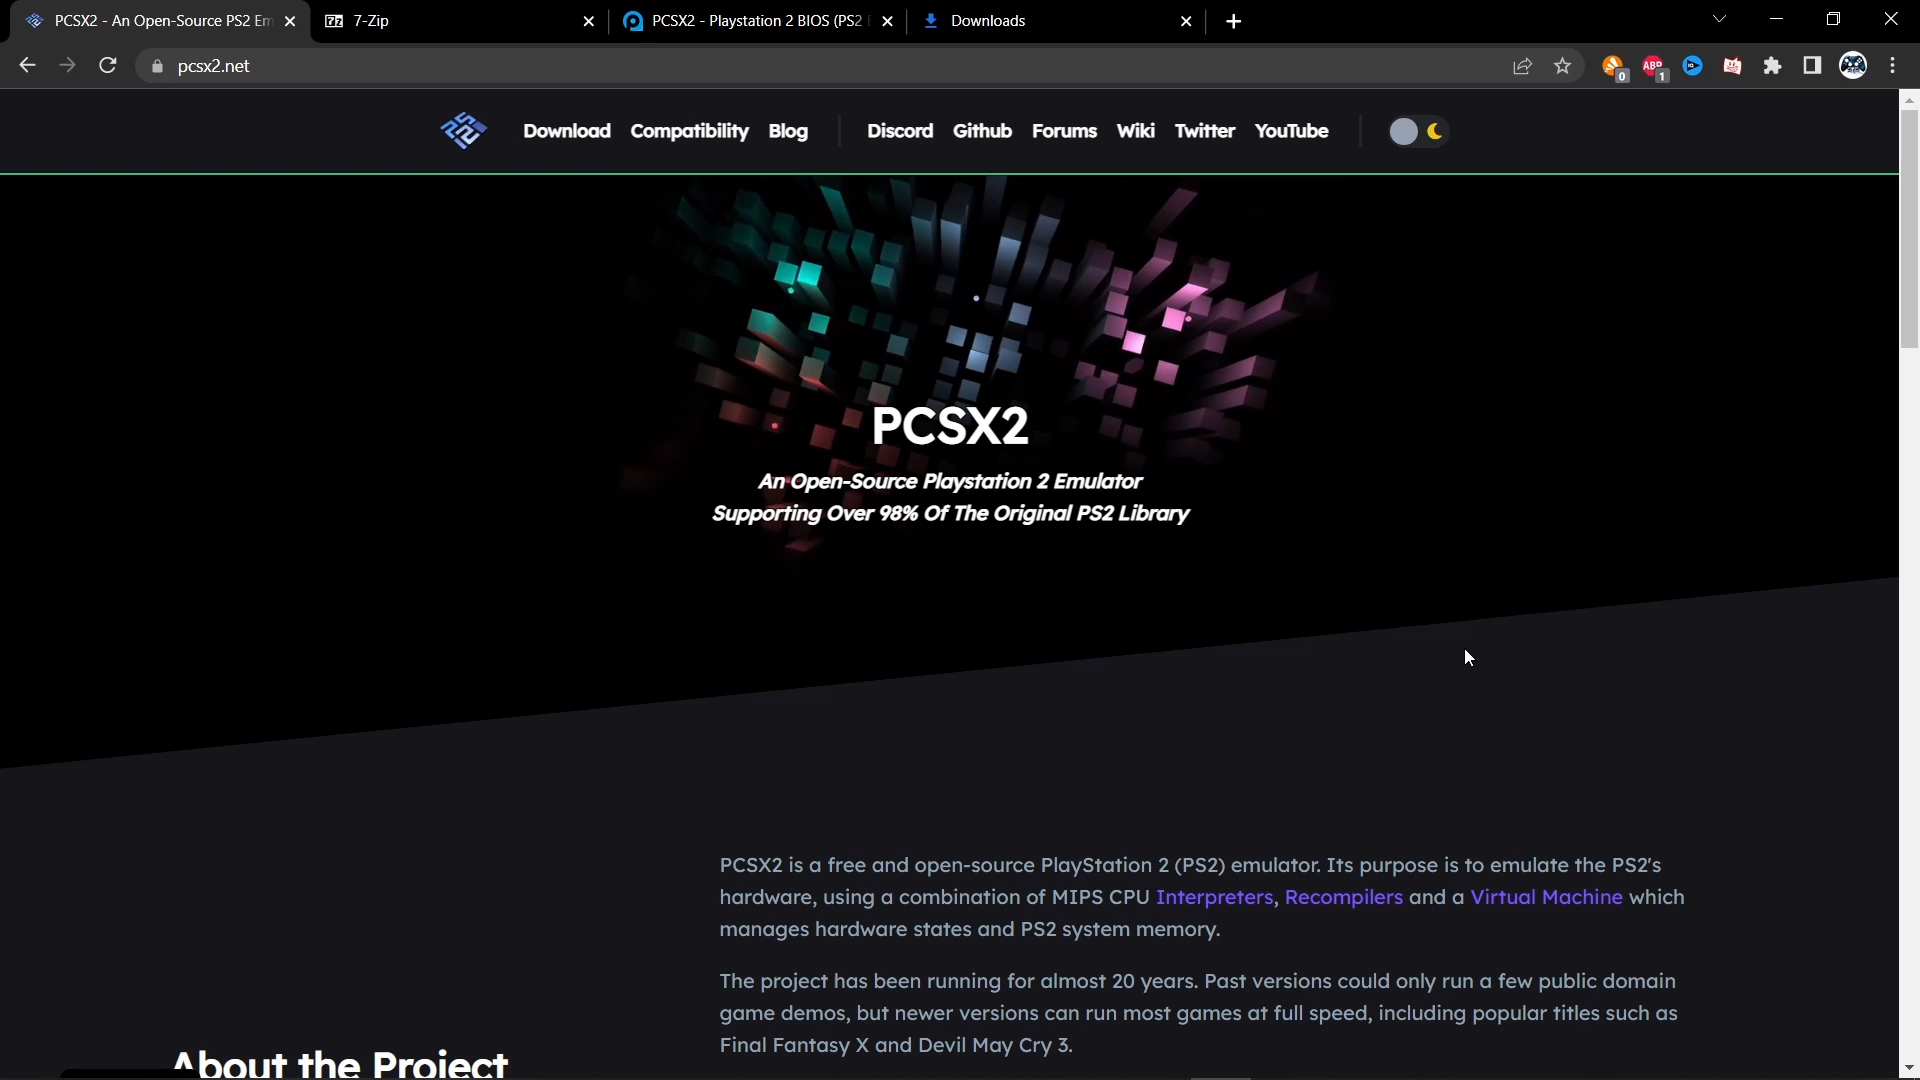 PCSX2 - An Open-Source PS2 Em
7-Zip
PCSX2 - Playstation 2 BIOS (PS2 B
Downloads
pcsx2.net
0
ABP
1
Download Compatibility Blog Discord Github Forums Wiki Twitter YouTube
PCSX2
An Open-Source Playstation 2 Emulator
Supporting Over 98% Of The Original PS2 Library
PCSX2 is a free and open-source PlayStation 2 (PS2) emulator. Its purpose is to emulate the PS2's
hardware, using a combination of MIPS CPU Interpreters, Recompilers and a Virtual Machine which
manages hardware states and PS2 system memory.
The project has been running for almost 20 years. Past versions could only run a few public domain
game demos, but newer versions can run most games at full speed, including popular titles such as
Final Fantasy X and Devil May Cry 3.
About the Project